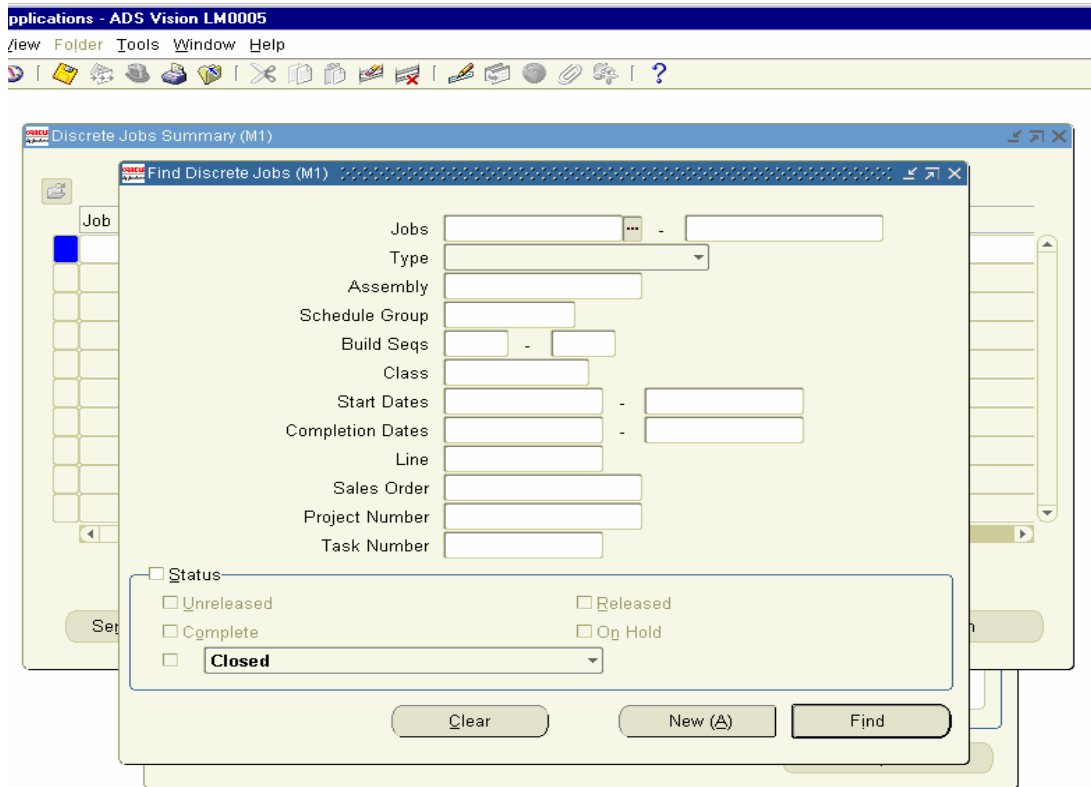 pplications - ADS Vision LM0005
View Folder Tools Window Help
Discrete Jobs Summary (M1)
Find Discrete Jobs (M1)
Job
Jobs -
Type
Assembly
Schedule Group
Build Seqs -
Class
Start Dates -
Completion Dates -
Line
Sales Order
Project Number
Task Number
Status
Unreleased Released
Complete On Hold
Closed
Clear New (A) Find